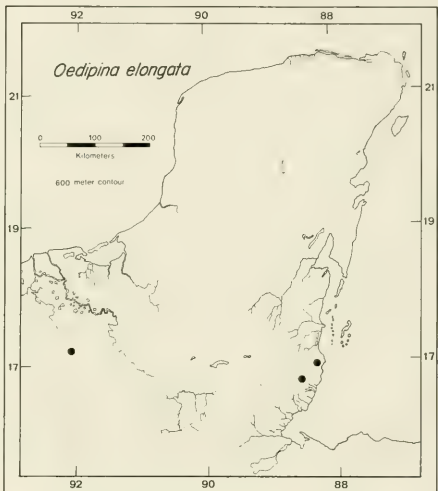 92 90 88
Oedipina elongata
21 21
0 100 200
Kilometers
600 meter contour
19 19
17 17
92 90 88